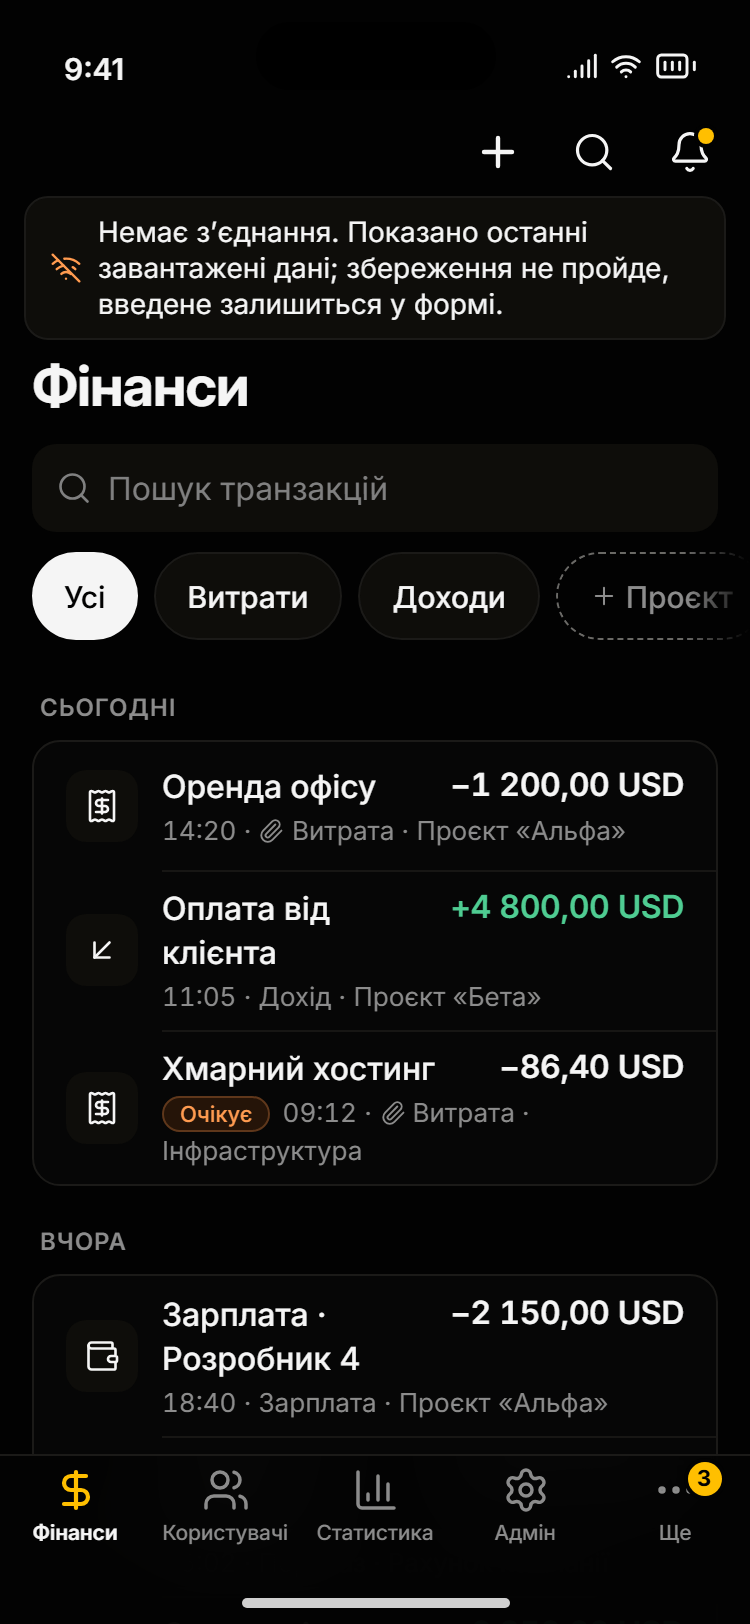 9:41
Немає з’єднання. Показано останні
завантажені дані; збереження не пройде,
введене залишиться у формі.
Фінанси
Пошук транзакцій
Усі
Витрати
Доходи
+ Проєкт
СЬОГОДНІ
Оренда офісу −1 200,00 USD
14:20 · Витрата · Проєкт «Альфа»
Оплата від +4 800,00 USD
клієнта
11:05 · Дохід · Проєкт «Бета»
Хмарний хостинг −86,40 USD
Очікує 09:12 · Витрата ·
Інфраструктура
ВЧОРА
Зарплата · −2 150,00 USD
Розробник 4
18:40 · Зарплата · Проєкт «Альфа»
3
Фінанси
Користувачі
Статистика
Адмін
Ще